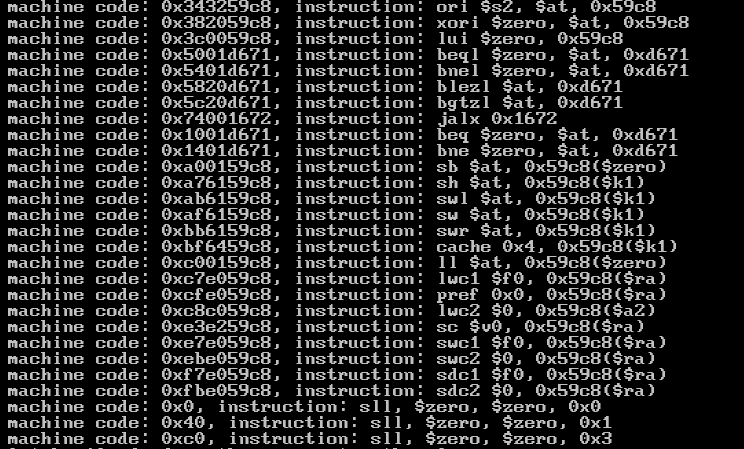 machine code: 0x343259c8, instruction: ori $s2, $at, 0x59c8
machine code: 0x382059c8, instruction: xori $zero, $at, 0x59c8
machine code: 0x3c0059c8, instruction: lui $zero, 0x59c8
machine code: 0x5001d671, instruction: beql $zero, $at, 0xd671
machine code: 0x5401d671, instruction: bnel $zero, $at, 0xd671
machine code: 0x5820d671, instruction: blezl $at, 0xd671
machine code: 0x5c20d671, instruction: bgtzl $at, 0xd671
machine code: 0x74001672, instruction: jalx 0x1672
machine code: 0x1001d671, instruction: beq $zero, $at, 0xd671
machine code: 0x1401d671, instruction: bne $zero, $at, 0xd671
machine code: 0xa00159c8, instruction: sb $at, 0x59c8($zero)
machine code: 0xa76159c8, instruction: sh $at, 0x59c8($k1)
machine code: 0xab6159c8, instruction: swl $at, 0x59c8($k1)
machine code: 0xaf6159c8, instruction: sw $at, 0x59c8($k1)
machine code: 0xbb6159c8, instruction: swr $at, 0x59c8($k1)
machine code: 0xbf6459c8, instruction: cache 0x4, 0x59c8($k1)
machine code: 0xc00159c8, instruction: ll $at, 0x59c8($zero)
machine code: 0xc7e059c8, instruction: lwc1 $f0, 0x59c8($ra)
machine code: 0xcfe059c8, instruction: pref 0x0, 0x59c8($ra)
machine code: 0xc8c059c8, instruction: lwc2 $0, 0x59c8($a2)
machine code: 0xe3e259c8, instruction: sc $v0, 0x59c8($ra)
machine code: 0xe7e059c8, instruction: swc1 $f0, 0x59c8($ra)
machine code: 0xebe059c8, instruction: swc2 $0, 0x59c8($ra)
machine code: 0xf7e059c8, instruction: sdc1 $f0, 0x59c8($ra)
machine code: 0xfbe059c8, instruction: sdc2 $0, 0x59c8($ra)
machine code: 0x0, instruction: sll, $zero, $zero, 0x0
machine code: 0x40, instruction: sll, $zero, $zero, 0x1
machine code: 0xc0, instruction: sll, $zero, $zero, 0x3